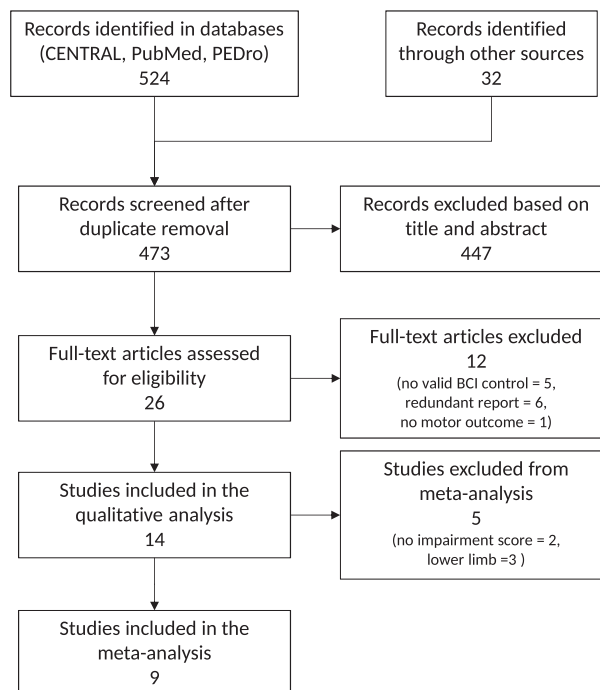 Records identified in databases
(CENTRAL, PubMed, PEDro)
524
Records identified
through other sources
32
Records screened after
duplicate removal
473
Records excluded based on
title and abstract
447
Full-text articles assessed
for eligibility
26
Full-text articles excluded
12
(no valid BCI control = 5,
redundant report = 6,
no motor outcome = 1)
Studies included in the
qualitative analysis
14
Studies excluded from
meta-analysis
5
(no impairment score = 2,
lower limb =3 )
Studies included in the
meta-analysis
9